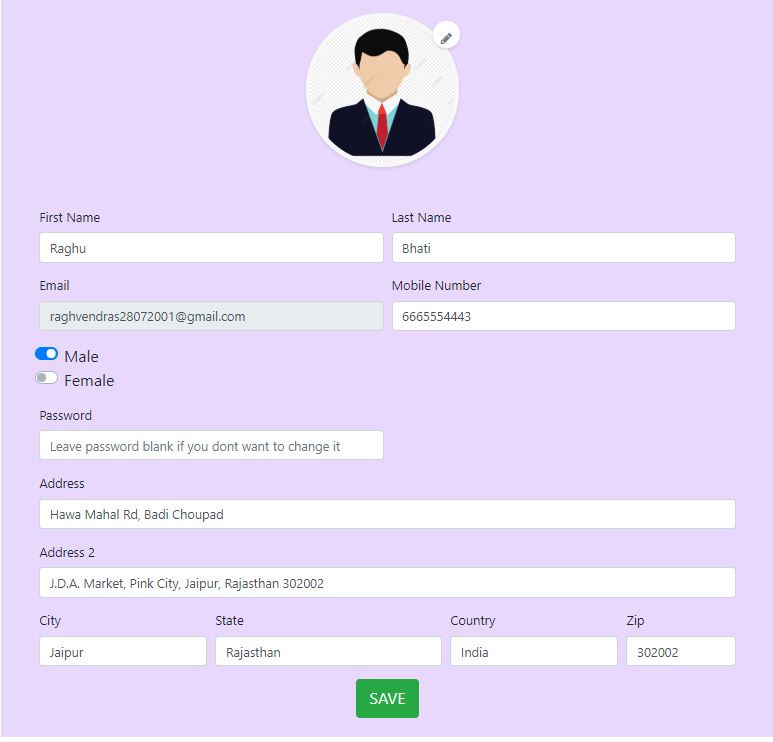 First Name Last Name
Raghu Bhati
Email Mobile Number
raghvendras28072001@gmail.com 6665554443
Male
Female
Password
Leave password blank if you dont want to change it
Address
Hawa Mahal Rd, Badi Choupad
Address 2
J.D.A. Market, Pink City, Jaipur, Rajasthan 302002
City State Country Zip
Jaipur Rajasthan India 302002
SAVE